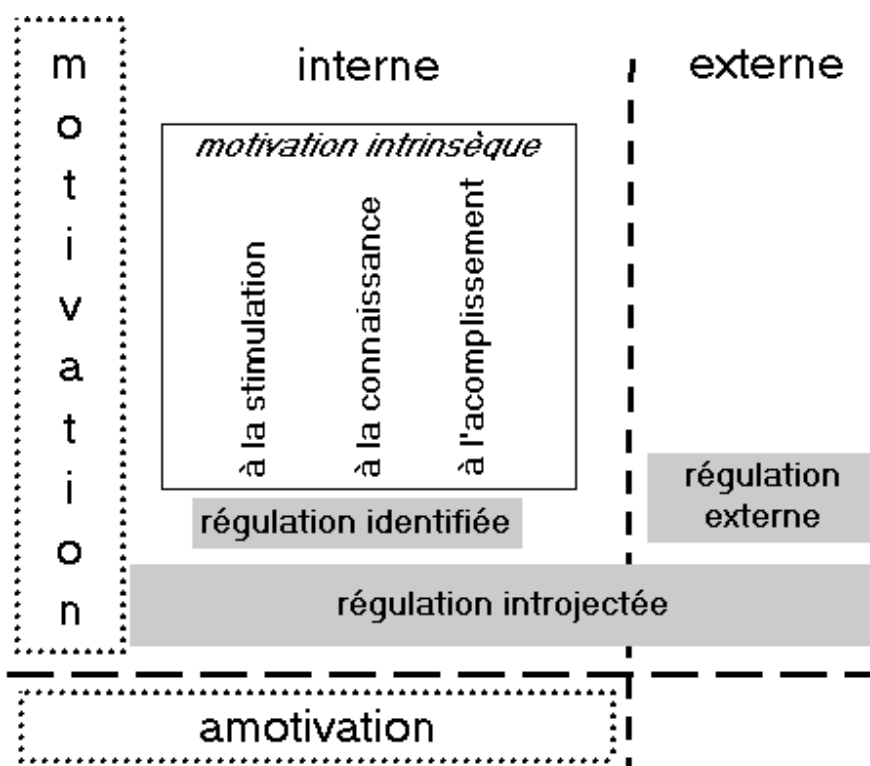 motivation
interne
externe
motivation intrinsèque
à la stimulation
à la connaissance
à l'acomplissement
régulation identifiée
régulation
externe
régulation introjectée
amotivation